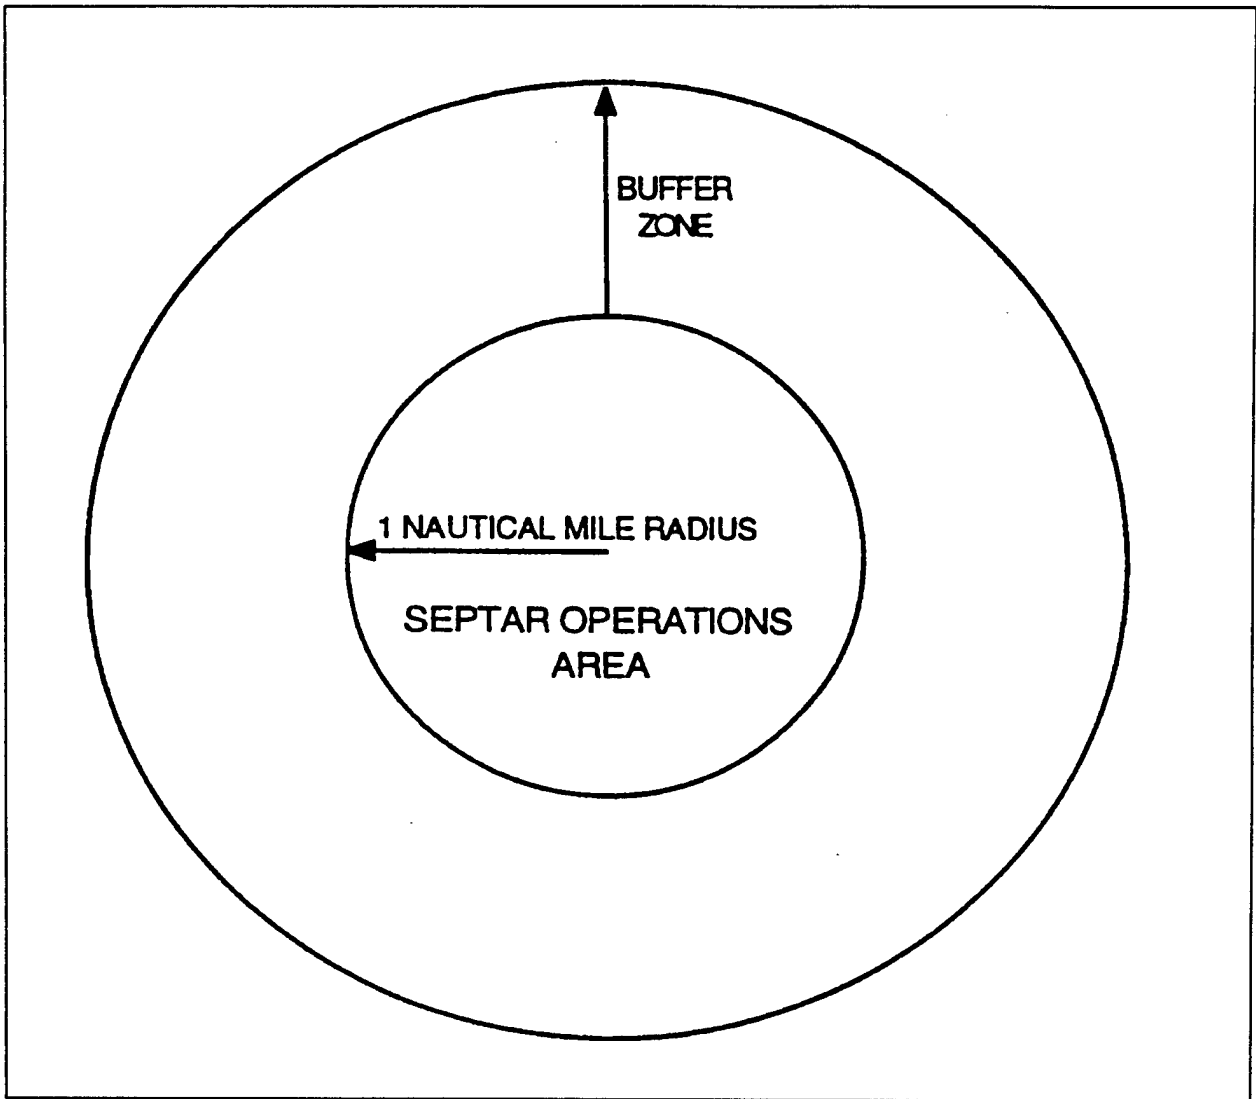 BUFFER
ZONE
1 NAUTICAL MILE RADIUS
SEPTAR OPERATIONS
AREA